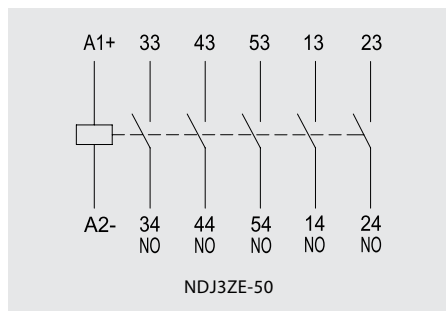 A1+ 33 43 53 13 23
A2- 34 44 54 14 24
NO NO NO NO NO
NDJ3ZE-50